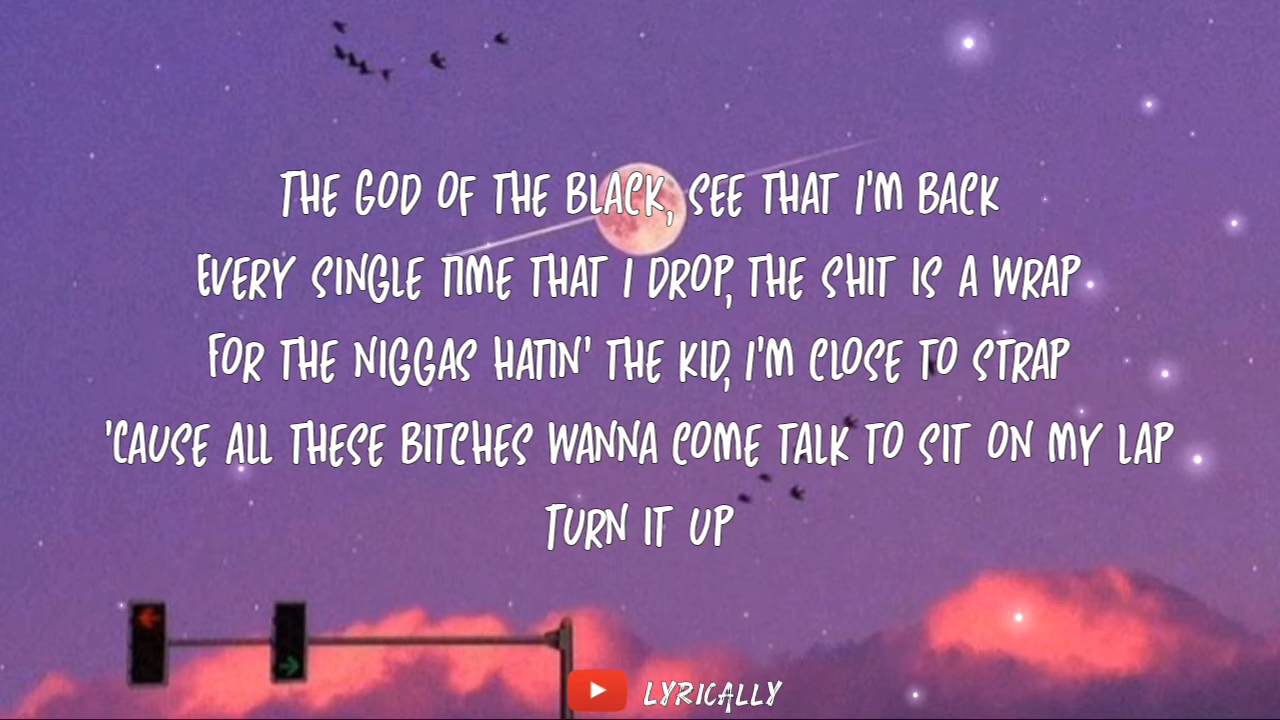 THE GOD OF THE BLACK, SEE THAT I'M BACK
EVERY SINGLE TIME THAT I DROP, THE SHIT IS A WRAP
FOR THE NIGGAS HATIN' THE KID, I'M CLOSE TO STRAP
'CAUSE ALL THESE BITCHES WANNA COME TALK TO SIT ON MY LAP
TURN IT UP
LYRICALLY